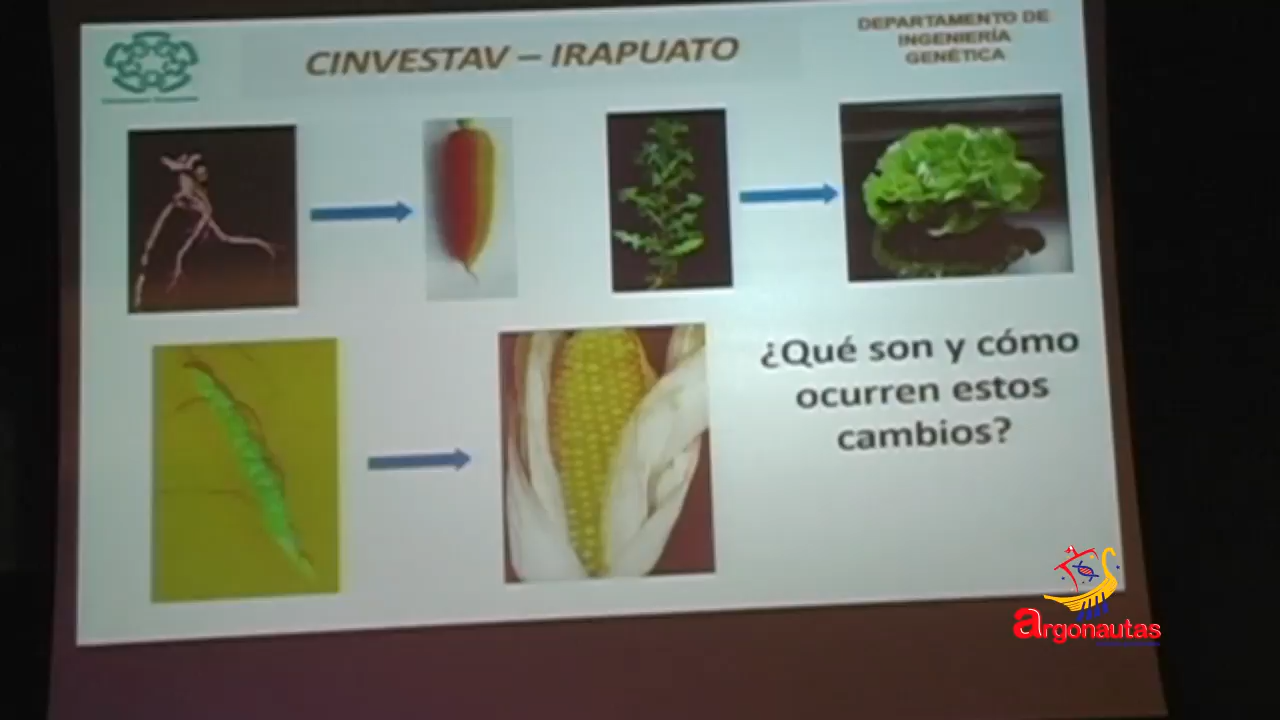 CINVESTAV – IRAPUATO
DEPARTAMENTO DE
INGENIERÍA
GENÉTICA
¿Qué son y cómo
ocurren estos
cambios?
argonautas